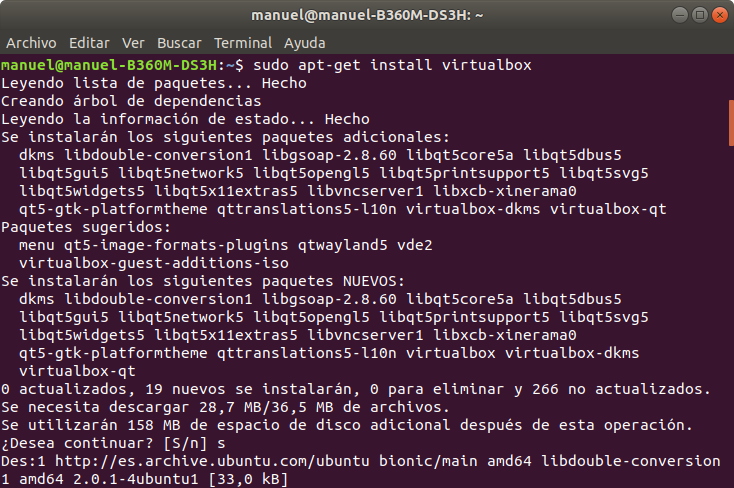 manuel@manuel-B360M-DS3H: ~
Archivo Editar Ver Buscar Terminal Ayuda
manuel@manuel-B360M-DS3H:~$ sudo apt-get install virtualbox
Leyendo lista de paquetes... Hecho
Creando árbol de dependencias
Leyendo la información de estado... Hecho
Se instalarán los siguientes paquetes adicionales:
  dkms libdouble-conversion1 libgsoap-2.8.60 libqt5core5a libqt5dbus5
  libqt5gui5 libqt5network5 libqt5opengl5 libqt5printsupport5 libqt5svg5
  libqt5widgets5 libqt5x11extras5 libvncserver1 libxcb-xinerama0
  qt5-gtk-platformtheme qttranslations5-l10n virtualbox-dkms virtualbox-qt
Paquetes sugeridos:
  menu qt5-image-formats-plugins qtwayland5 vde2
  virtualbox-guest-additions-iso
Se instalarán los siguientes paquetes NUEVOS:
  dkms libdouble-conversion1 libgsoap-2.8.60 libqt5core5a libqt5dbus5
  libqt5gui5 libqt5network5 libqt5opengl5 libqt5printsupport5 libqt5svg5
  libqt5widgets5 libqt5x11extras5 libvncserver1 libxcb-xinerama0
  qt5-gtk-platformtheme qttranslations5-l10n virtualbox virtualbox-dkms
  virtualbox-qt
0 actualizados, 19 nuevos se instalarán, 0 para eliminar y 266 no actualizados.
Se necesita descargar 28,7 MB/36,5 MB de archivos.
Se utilizarán 158 MB de espacio de disco adicional después de esta operación.
¿Desea continuar? [S/n] s
Des:1 http://es.archive.ubuntu.com/ubuntu bionic/main amd64 libdouble-conversion
1 amd64 2.0.1-4ubuntu1 [33,0 kB]